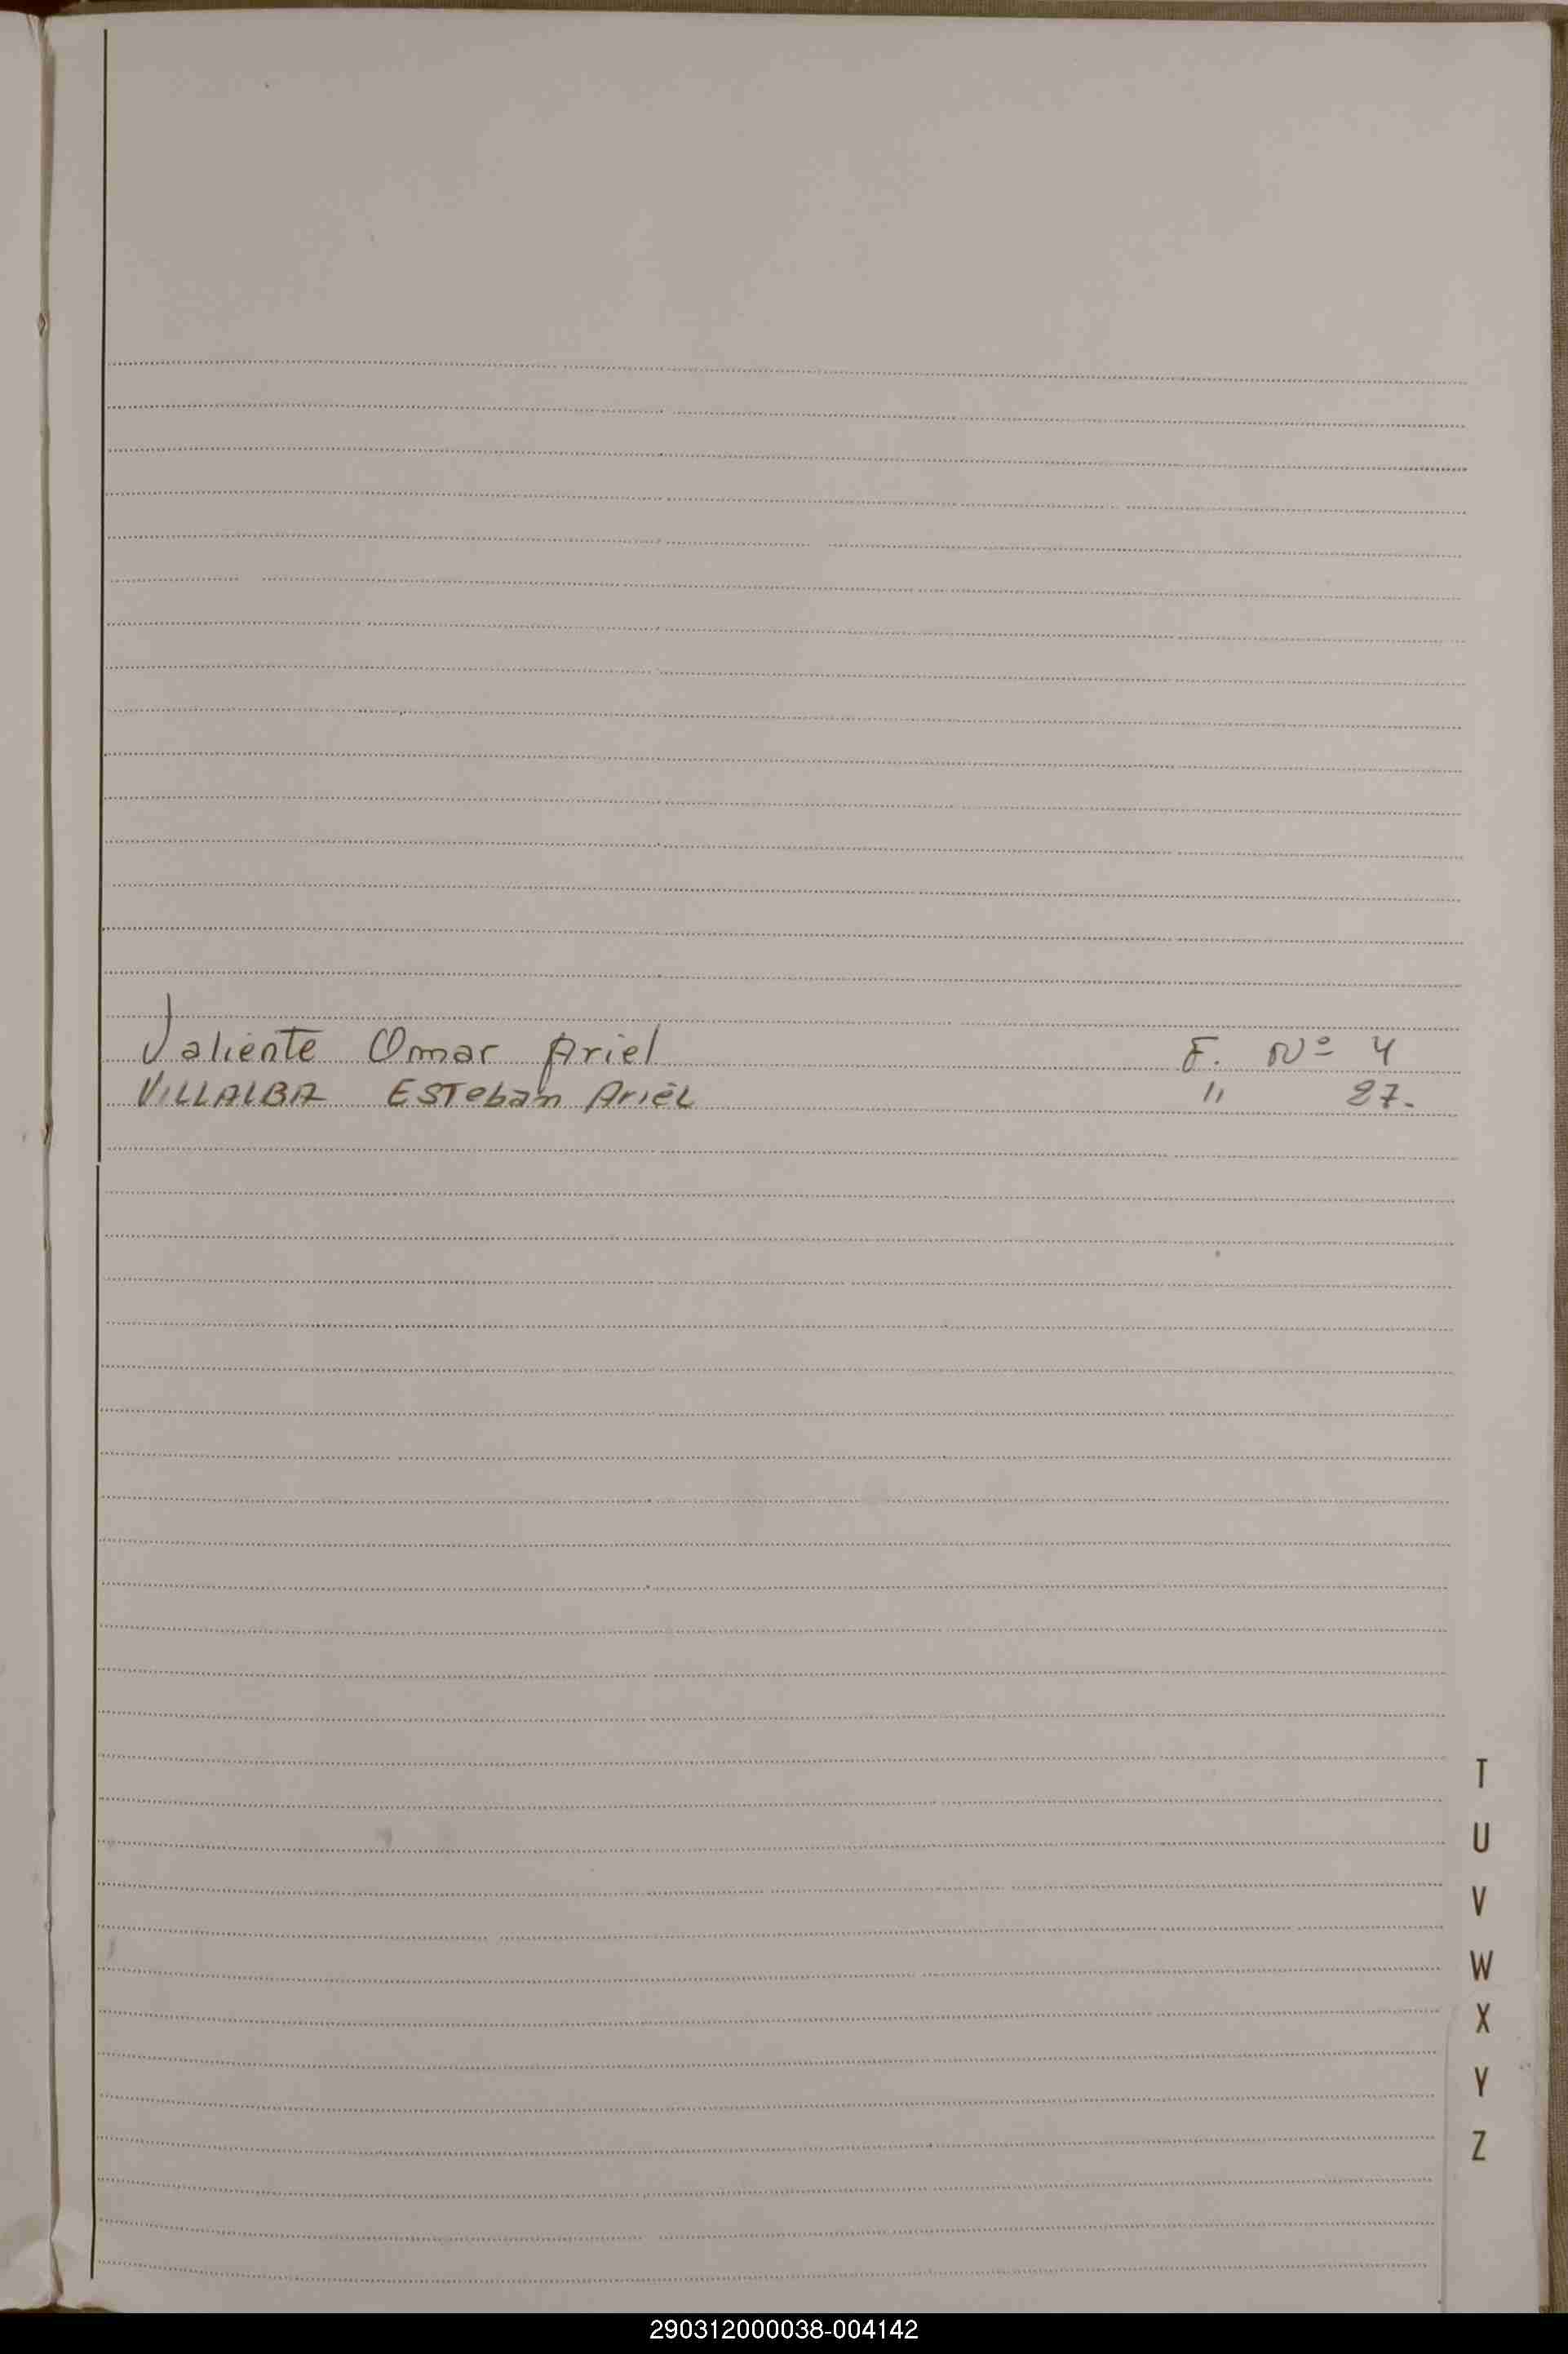 Valiente Omar Ariel F. Nº 4
VILLALBA Esteban Ariel " 27.
T
U
V
W
X
Y
Z
290312000038-004142